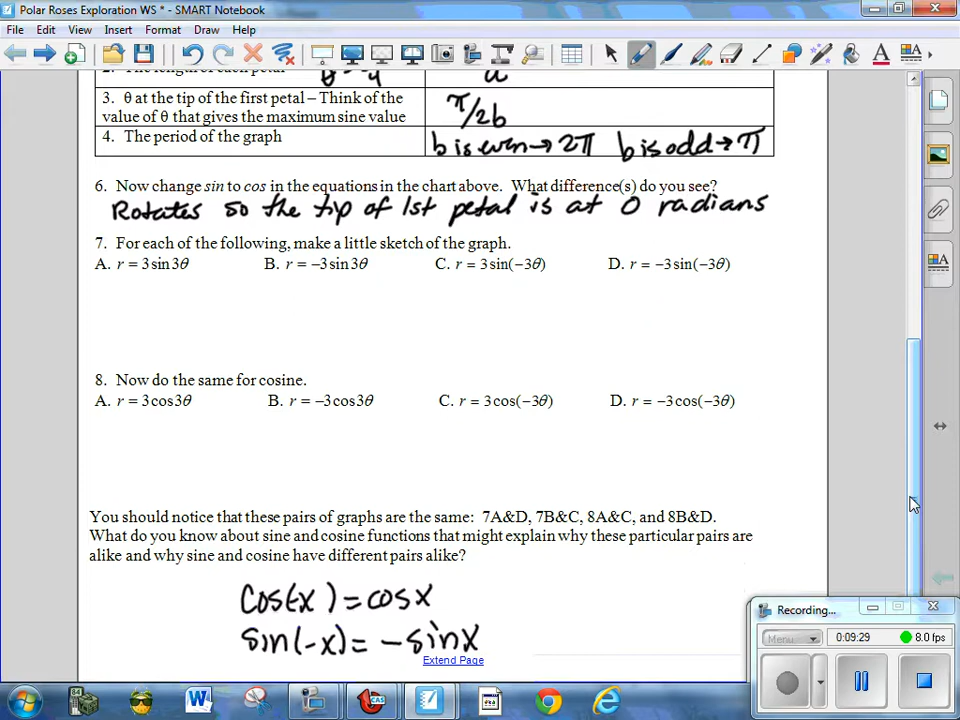 Polar Roses Exploration WS * - SMART Notebook
File Edit View Insert Format Draw Help
2. The length of each petal a
3. θ at the tip of the first petal – Think of the value of θ that gives the maximum sine value π/2b
4. The period of the graph b is even→2π b is odd→π
6. Now change sin to cos in the equations in the chart above. What difference(s) do you see?
Rotates so the tip of 1st petal is at 0 radians
7. For each of the following, make a little sketch of the graph.
A. r = 3sin3θ B. r = −3sin3θ C. r = 3sin(−3θ) D. r = −3sin(−3θ)
8. Now do the same for cosine.
A. r = 3cos3θ B. r = −3cos3θ C. r = 3cos(−3θ) D. r = −3cos(−3θ)
You should notice that these pairs of graphs are the same: 7A&D, 7B&C, 8A&C, and 8B&D.
What do you know about sine and cosine functions that might explain why these particular pairs are
alike and why sine and cosine have different pairs alike?
cos(-x)=cosx
sin(-x)= -sinx
Extend Page
Recording...
Menu 0:09:29 8.0 fps